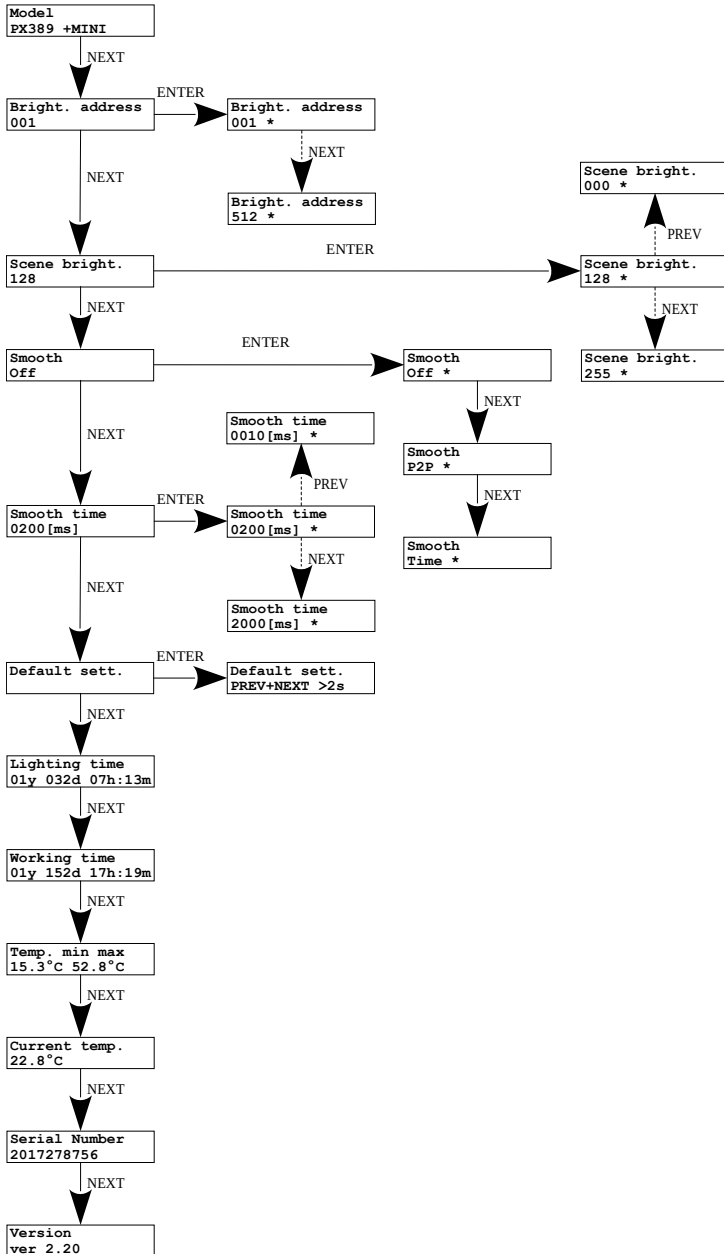 Model
PX389 +MINI
NEXT
Bright. address
001
ENTER
Bright. address
001 *
NEXT
Bright. address
512 *
NEXT
Scene bright.
128
ENTER
Scene bright.
000 *
PREV
Scene bright.
128 *
NEXT
Scene bright.
255 *
NEXT
Smooth
Off
ENTER
Smooth
Off *
NEXT
Smooth
P2P *
NEXT
Smooth
Time *
NEXT
Smooth time
0200[ms]
ENTER
Smooth time
0010[ms] *
PREV
Smooth time
0200[ms] *
NEXT
Smooth time
2000[ms] *
NEXT
Default sett.
ENTER
Default sett.
PREV+NEXT >2s
NEXT
Lighting time
01y 032d 07h:13m
NEXT
Working time
01y 152d 17h:19m
NEXT
Temp. min max
15.3°C 52.8°C
NEXT
Current temp.
22.8°C
NEXT
Serial Number
2017278756
NEXT
Version
ver 2.20